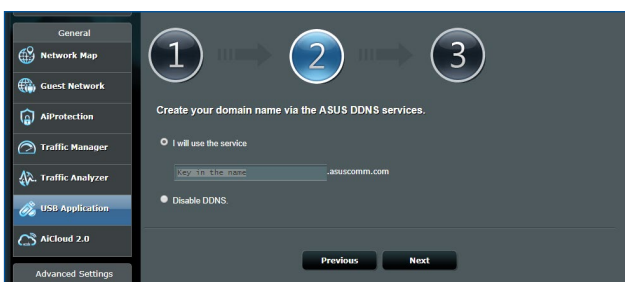 General
Network Map
Guest Network
AiProtection
Traffic Manager
Traffic Analyzer
USB Application
AiCloud 2.0
Advanced Settings
1
2
3
Create your domain name via the ASUS DDNS services.
I will use the service
Key in the name .asuscomm.com
Disable DDNS.
Previous Next